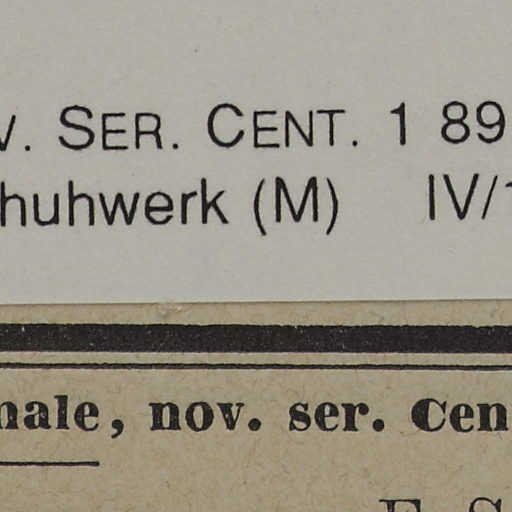 V. SER. CENT. 1 89
huhwerk (M) IV/1
nale, nov. ser. Cen
F S